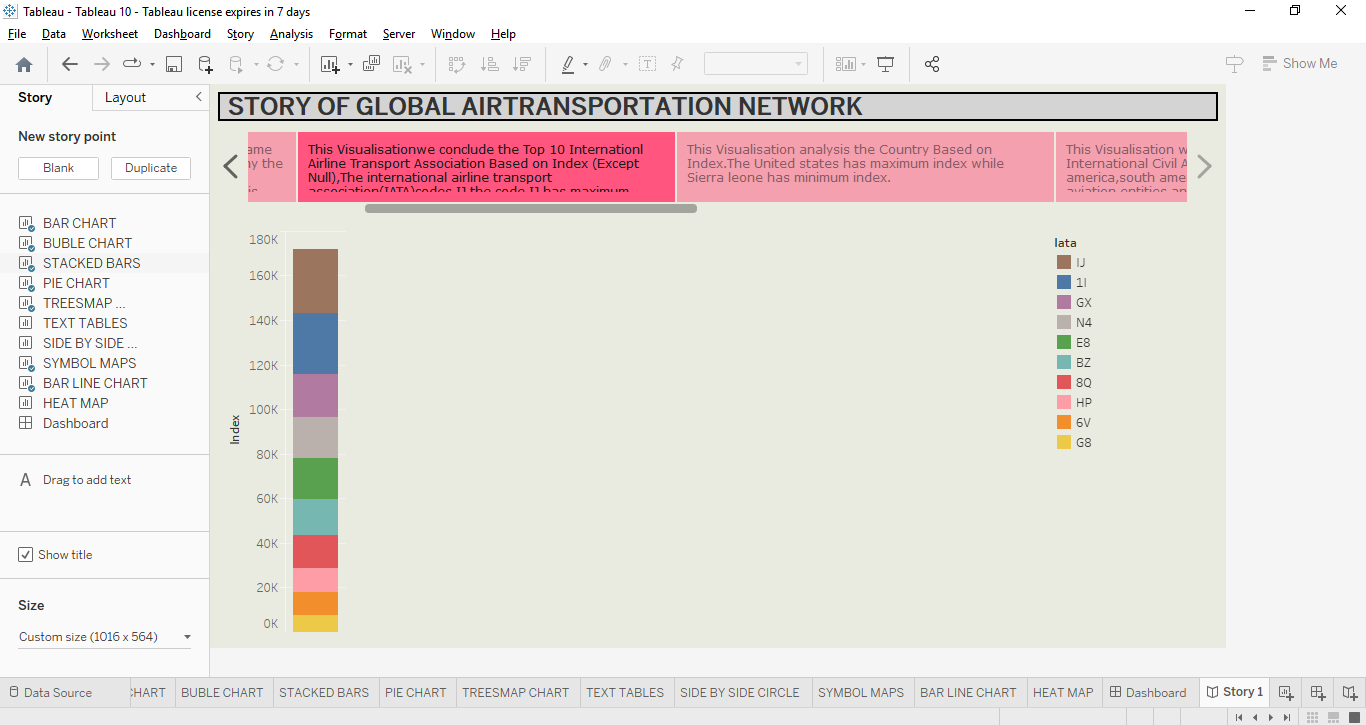 Tableau - Tableau 10 - Tableau license expires in 7 days
File Data Worksheet Dashboard Story Analysis Format Server Window Help
Show Me
Story Layout
New story point
Blank Duplicate
BAR CHART
BUBLE CHART
STACKED BARS
PIE CHART
TREESMAP ...
TEXT TABLES
SIDE BY SIDE ...
SYMBOL MAPS
BAR LINE CHART
HEAT MAP
Dashboard
A Drag to add text
Show title
Size
Custom size (1016 x 564)
STORY OF GLOBAL AIRTRANSPORTATION NETWORK
ame
y the
This Visualisationwe conclude the Top 10 Internationl
Airline Transport Association Based on Index (Except
Null),The international airline transport
association(IATA)codes IJ the code IJ has maximum
This Visualisation analysis the Country Based on
Index.The United states has maximum index while
Sierra leone has minimum index.
This Visualisation w
International Civil A
america,south ame
aviation entities an
180K
160K
140K
120K
100K
80K
60K
40K
20K
0K
Index
Iata
IJ
1I
GX
N4
E8
BZ
8Q
HP
6V
G8
Data Source HART BUBLE CHART STACKED BARS PIE CHART TREESMAP CHART TEXT TABLES SIDE BY SIDE CIRCLE SYMBOL MAPS BAR LINE CHART HEAT MAP Dashboard Story 1